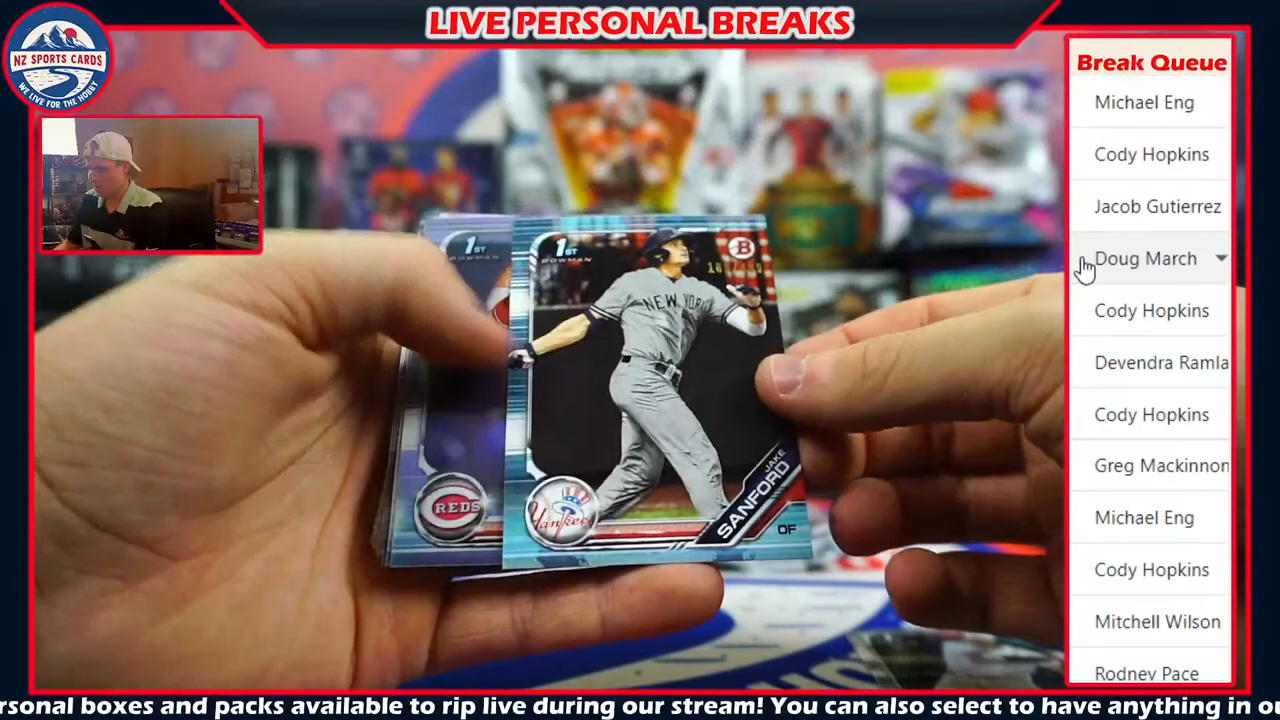 LIVE PERSONAL BREAKS
NZ SPORTS CARDS
WE LIVE FOR THE HOBBY
Break Queue
Michael Eng
Cody Hopkins
Jacob Gutierrez
Doug March
Cody Hopkins
Devendra Ramla
Cody Hopkins
Greg Mackinnon
Michael Eng
Cody Hopkins
Mitchell Wilson
Rodney Pace
1ST
BOWMAN
REDS
1ST
BOWMAN
B
NEW YORK
Yankees
JAKE
SANFORD
OF
rsonal boxes and packs available to rip live during our stream! You can also select to have anything in ou